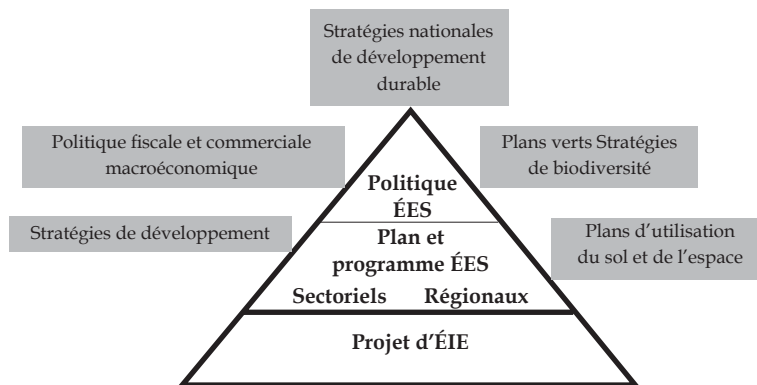 Stratégies nationales
de développement
durable
Politique fiscale et commerciale
macroéconomique
Plans verts Stratégies
de biodiversité
Politique
ÉES
Stratégies de développement
Plan et
programme ÉES
Plans d’utilisation
du sol et de l’espace
Sectoriels Régionaux
Projet d’ÉIE